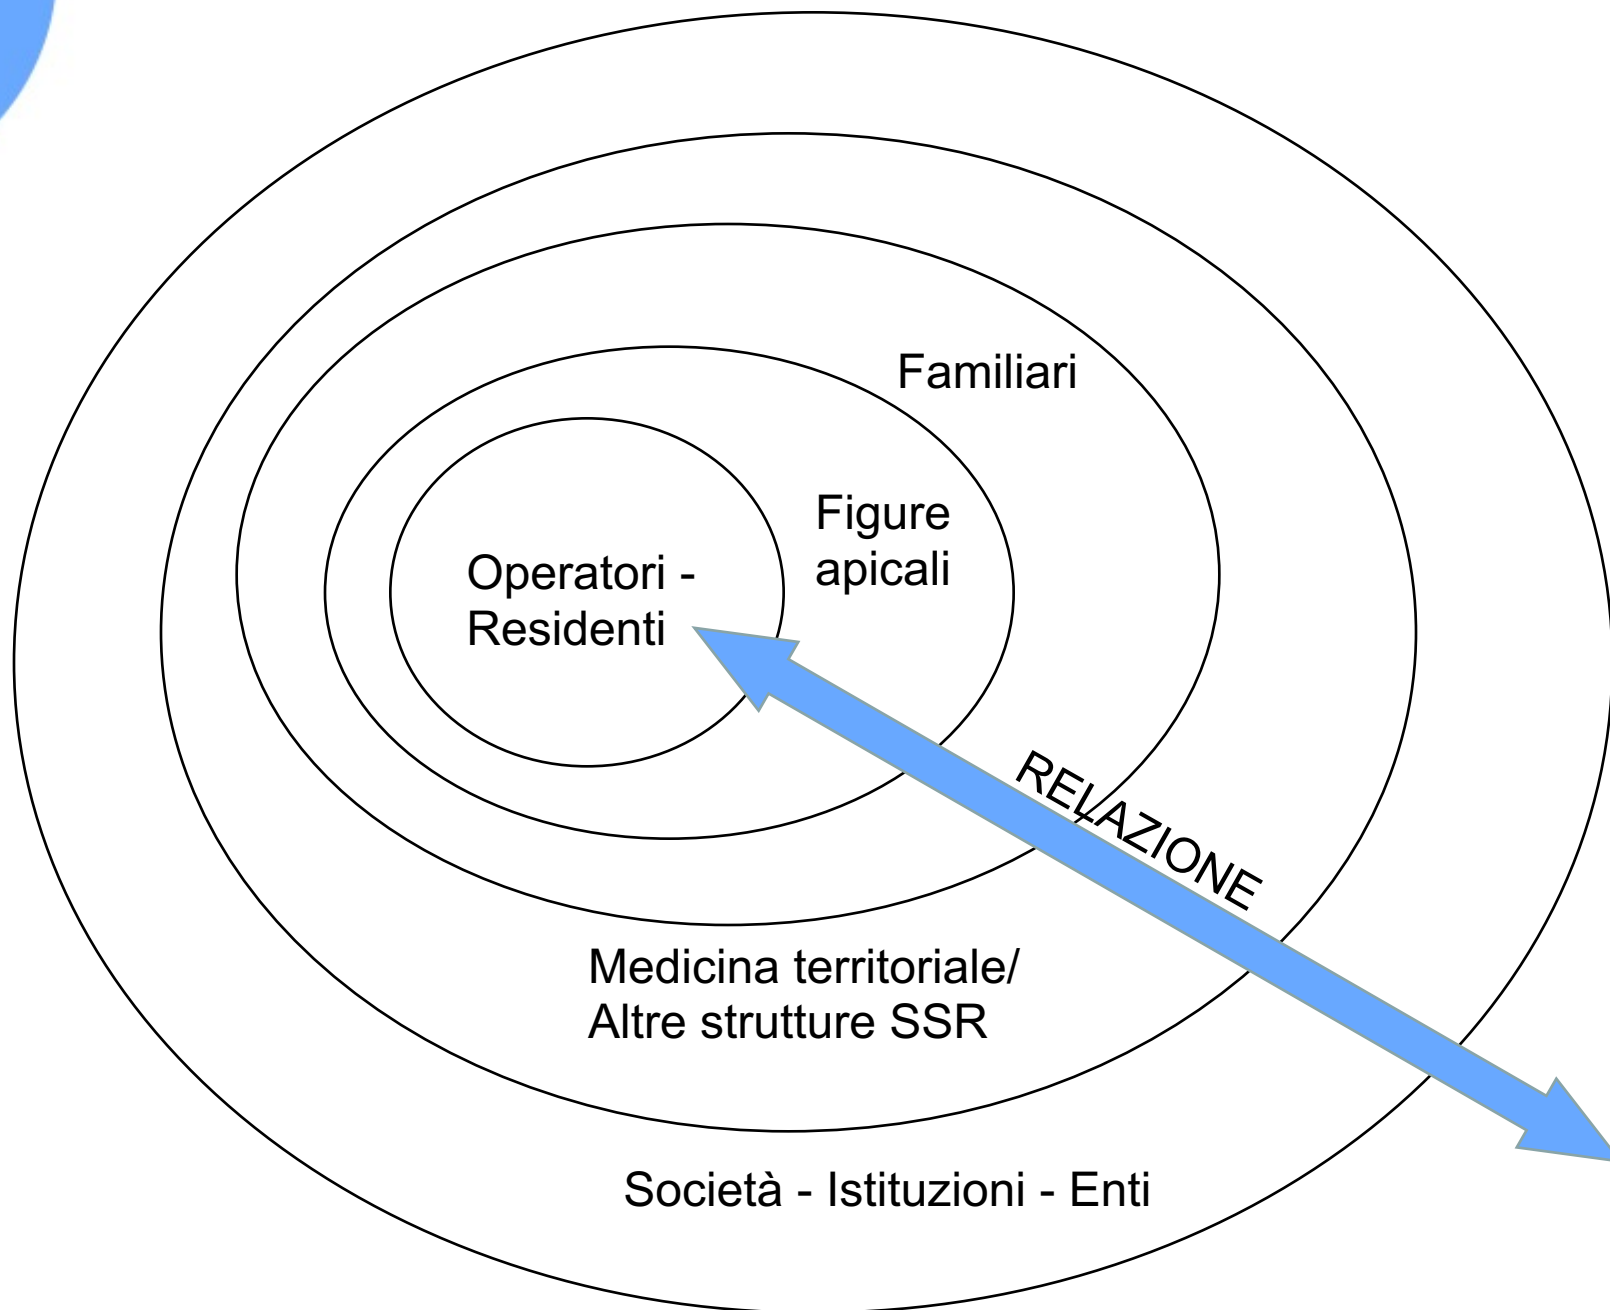 Familiari
Figure
apicali
Operatori -
Residenti
RELAZIONE
Medicina territoriale/
Altre strutture SSR
Società - Istituzioni - Enti